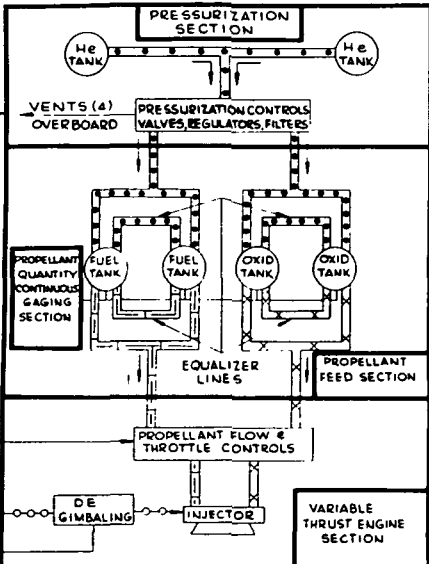 PRESSURIZATION
SECTION
He
TANK
He
TANK
VENTS (4)
OVERBOARD
PRESSURIZATION CONTROLS
VALVES, REGULATORS, FILTERS
FUEL
TANK
FUEL
TANK
OXID
TANK
OXID
TANK
PROPELLANT
QUANTITY
CONTINUOUS
GAGING
SECTION
EQUALIZER
LINES
PROPELLANT
FEED SECTION
PROPELLANT FLOW &
THROTTLE CONTROLS
DE
GIMBALING
INJECTOR
VARIABLE
THRUST ENGINE
SECTION